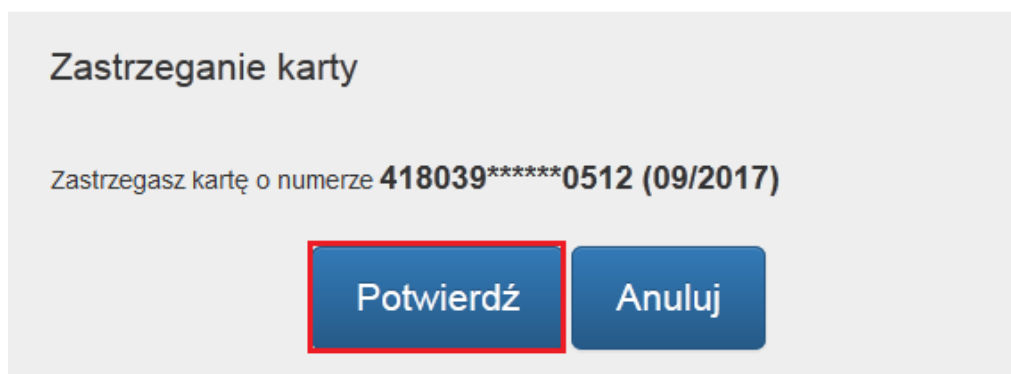 Zastrzeganie karty
Zastrzegasz kartę o numerze 418039******0512 (09/2017)
Potwierdź Anuluj